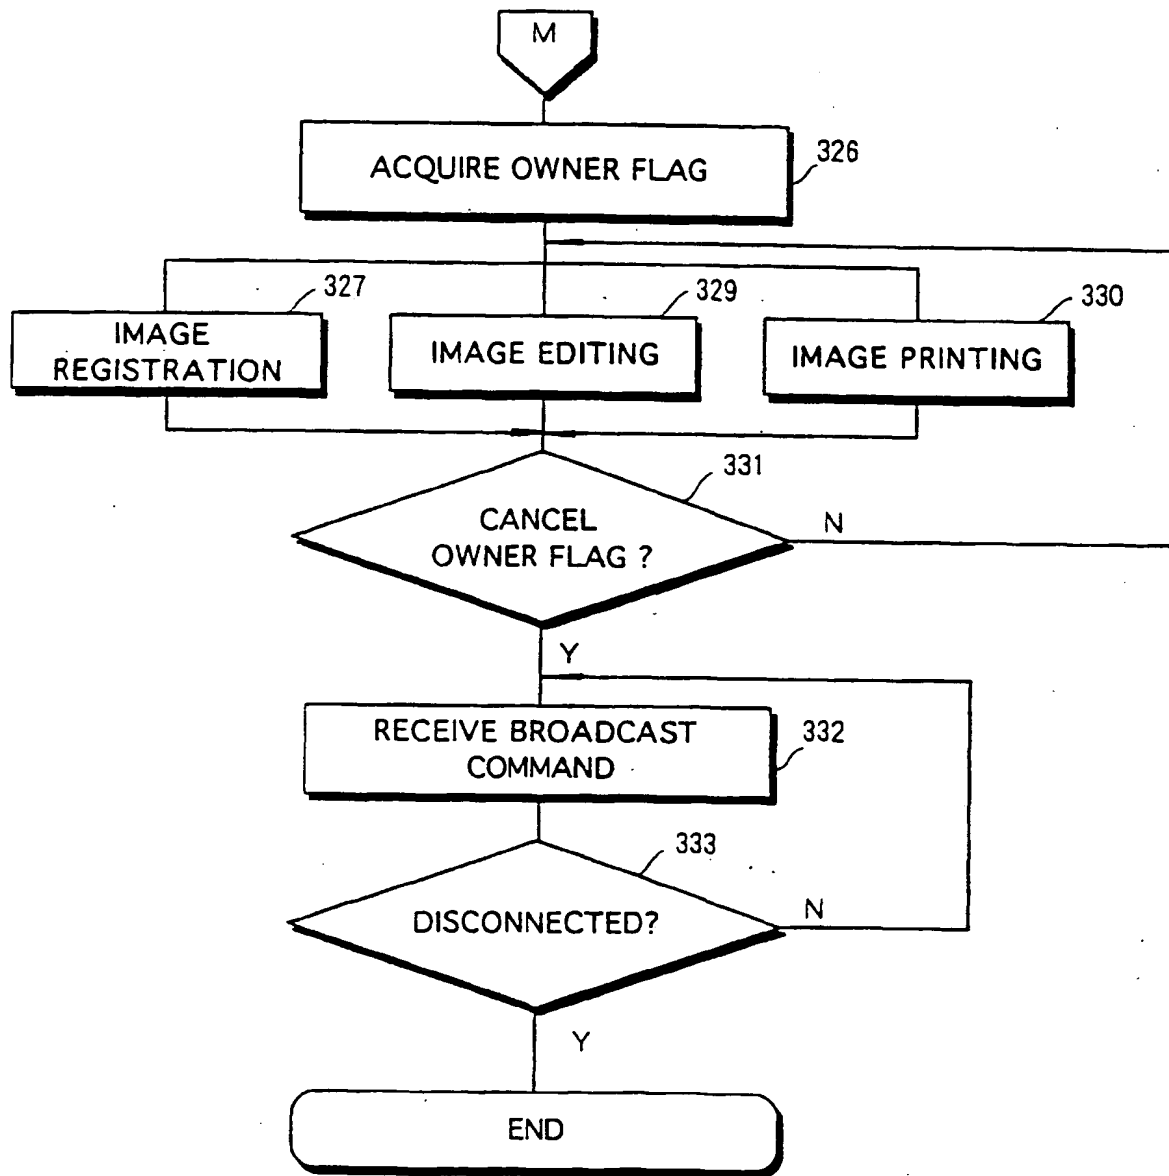 M
ACQUIRE OWNER FLAG
326
327
329
330
IMAGE
REGISTRATION
IMAGE EDITING
IMAGE PRINTING
331
CANCEL
OWNER FLAG ?
N
Y
RECEIVE BROADCAST
COMMAND
332
333
DISCONNECTED?
N
Y
END